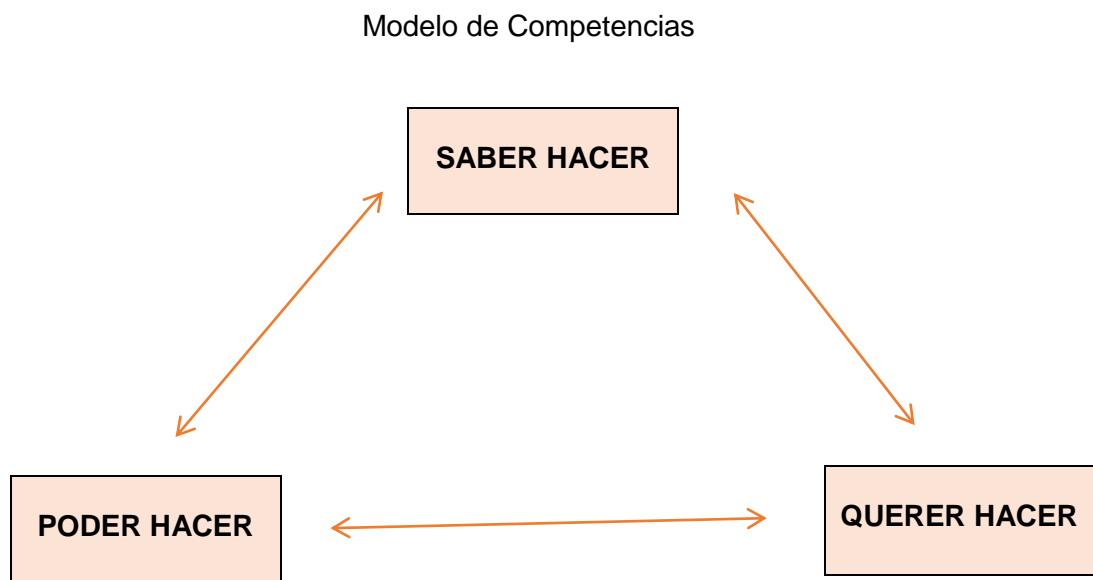 Modelo de Competencias
SABER HACER
PODER HACER
QUERER HACER